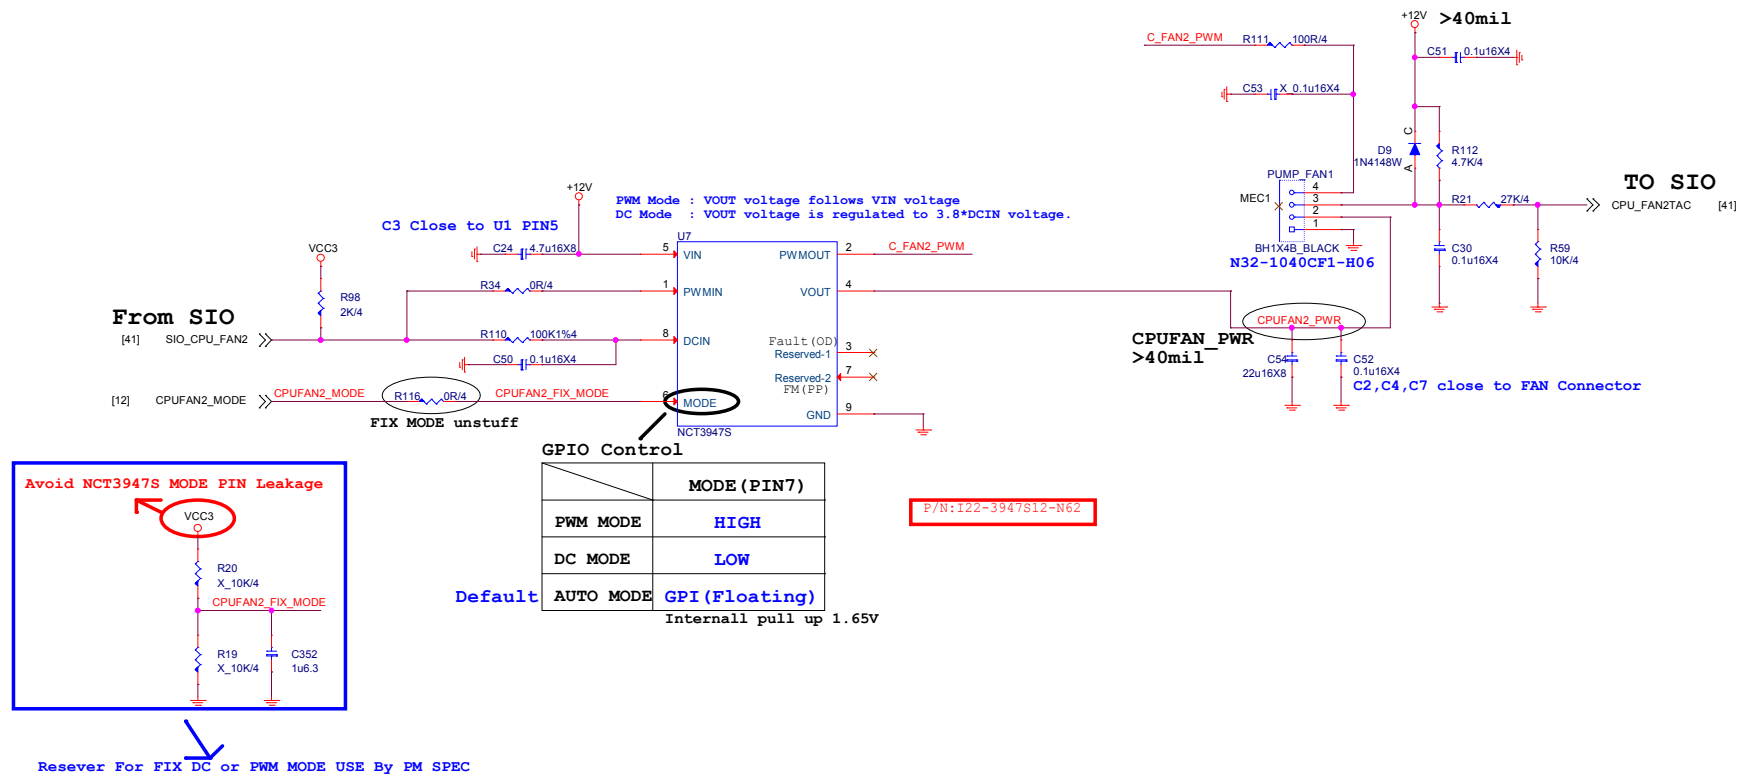 +12V
>40mil
C_FAN2_PWM
R111
100R/4
C51
0.1u16X4
C53
X_0.1u16X4
C
D9
1N4148W
A
R112
4.7K/4
PUMP_FAN1
4
3
2
1
MEC1
BH1X4B_BLACK
N32-1040CF1-H06
TO SIO
R21
27K/4
CPU_FAN2TAC
[41]
C30
0.1u16X4
R59
10K/4
+12V
PWM Mode : VOUT voltage follows VIN voltage
DC Mode : VOUT voltage is regulated to 3.8*DCIN voltage.
C3 Close to U1 PIN5
U7
VCC3
C24
4.7u16X8
5
VIN
PWMOUT
2
C_FAN2_PWM
R98
2K/4
R34
0R/4
1
PWMIN
VOUT
4
From SIO
[41]
SIO_CPU_FAN2
R110
100K1%4
8
DCIN
Fault(OD)
Reserved-1
3
C50
0.1u16X4
Reserved-2
7
FM(PP)
CPUFAN2_PWR
CPUFAN_PWR
>40mil
C54
22u16X8
C52
0.1u16X4
C2,C4,C7 close to FAN Connector
[12]
CPUFAN2_MODE
CPUFAN2_MODE
R116
0R/4
CPUFAN2_FIX_MODE
6
MODE
GND
9
FIX MODE unstuff
NCT3947S
GPIO Control
MODE(PIN7)
PWM MODE
HIGH
DC MODE
LOW
Default
AUTO MODE
GPI(Floating)
Internall pull up 1.65V
P/N:I22-3947S12-N62
Avoid NCT3947S MODE PIN Leakage
VCC3
R20
X_10K/4
CPUFAN2_FIX_MODE
R19
X_10K/4
C352
1u6.3
Resever For FIX DC or PWM MODE USE By PM SPEC